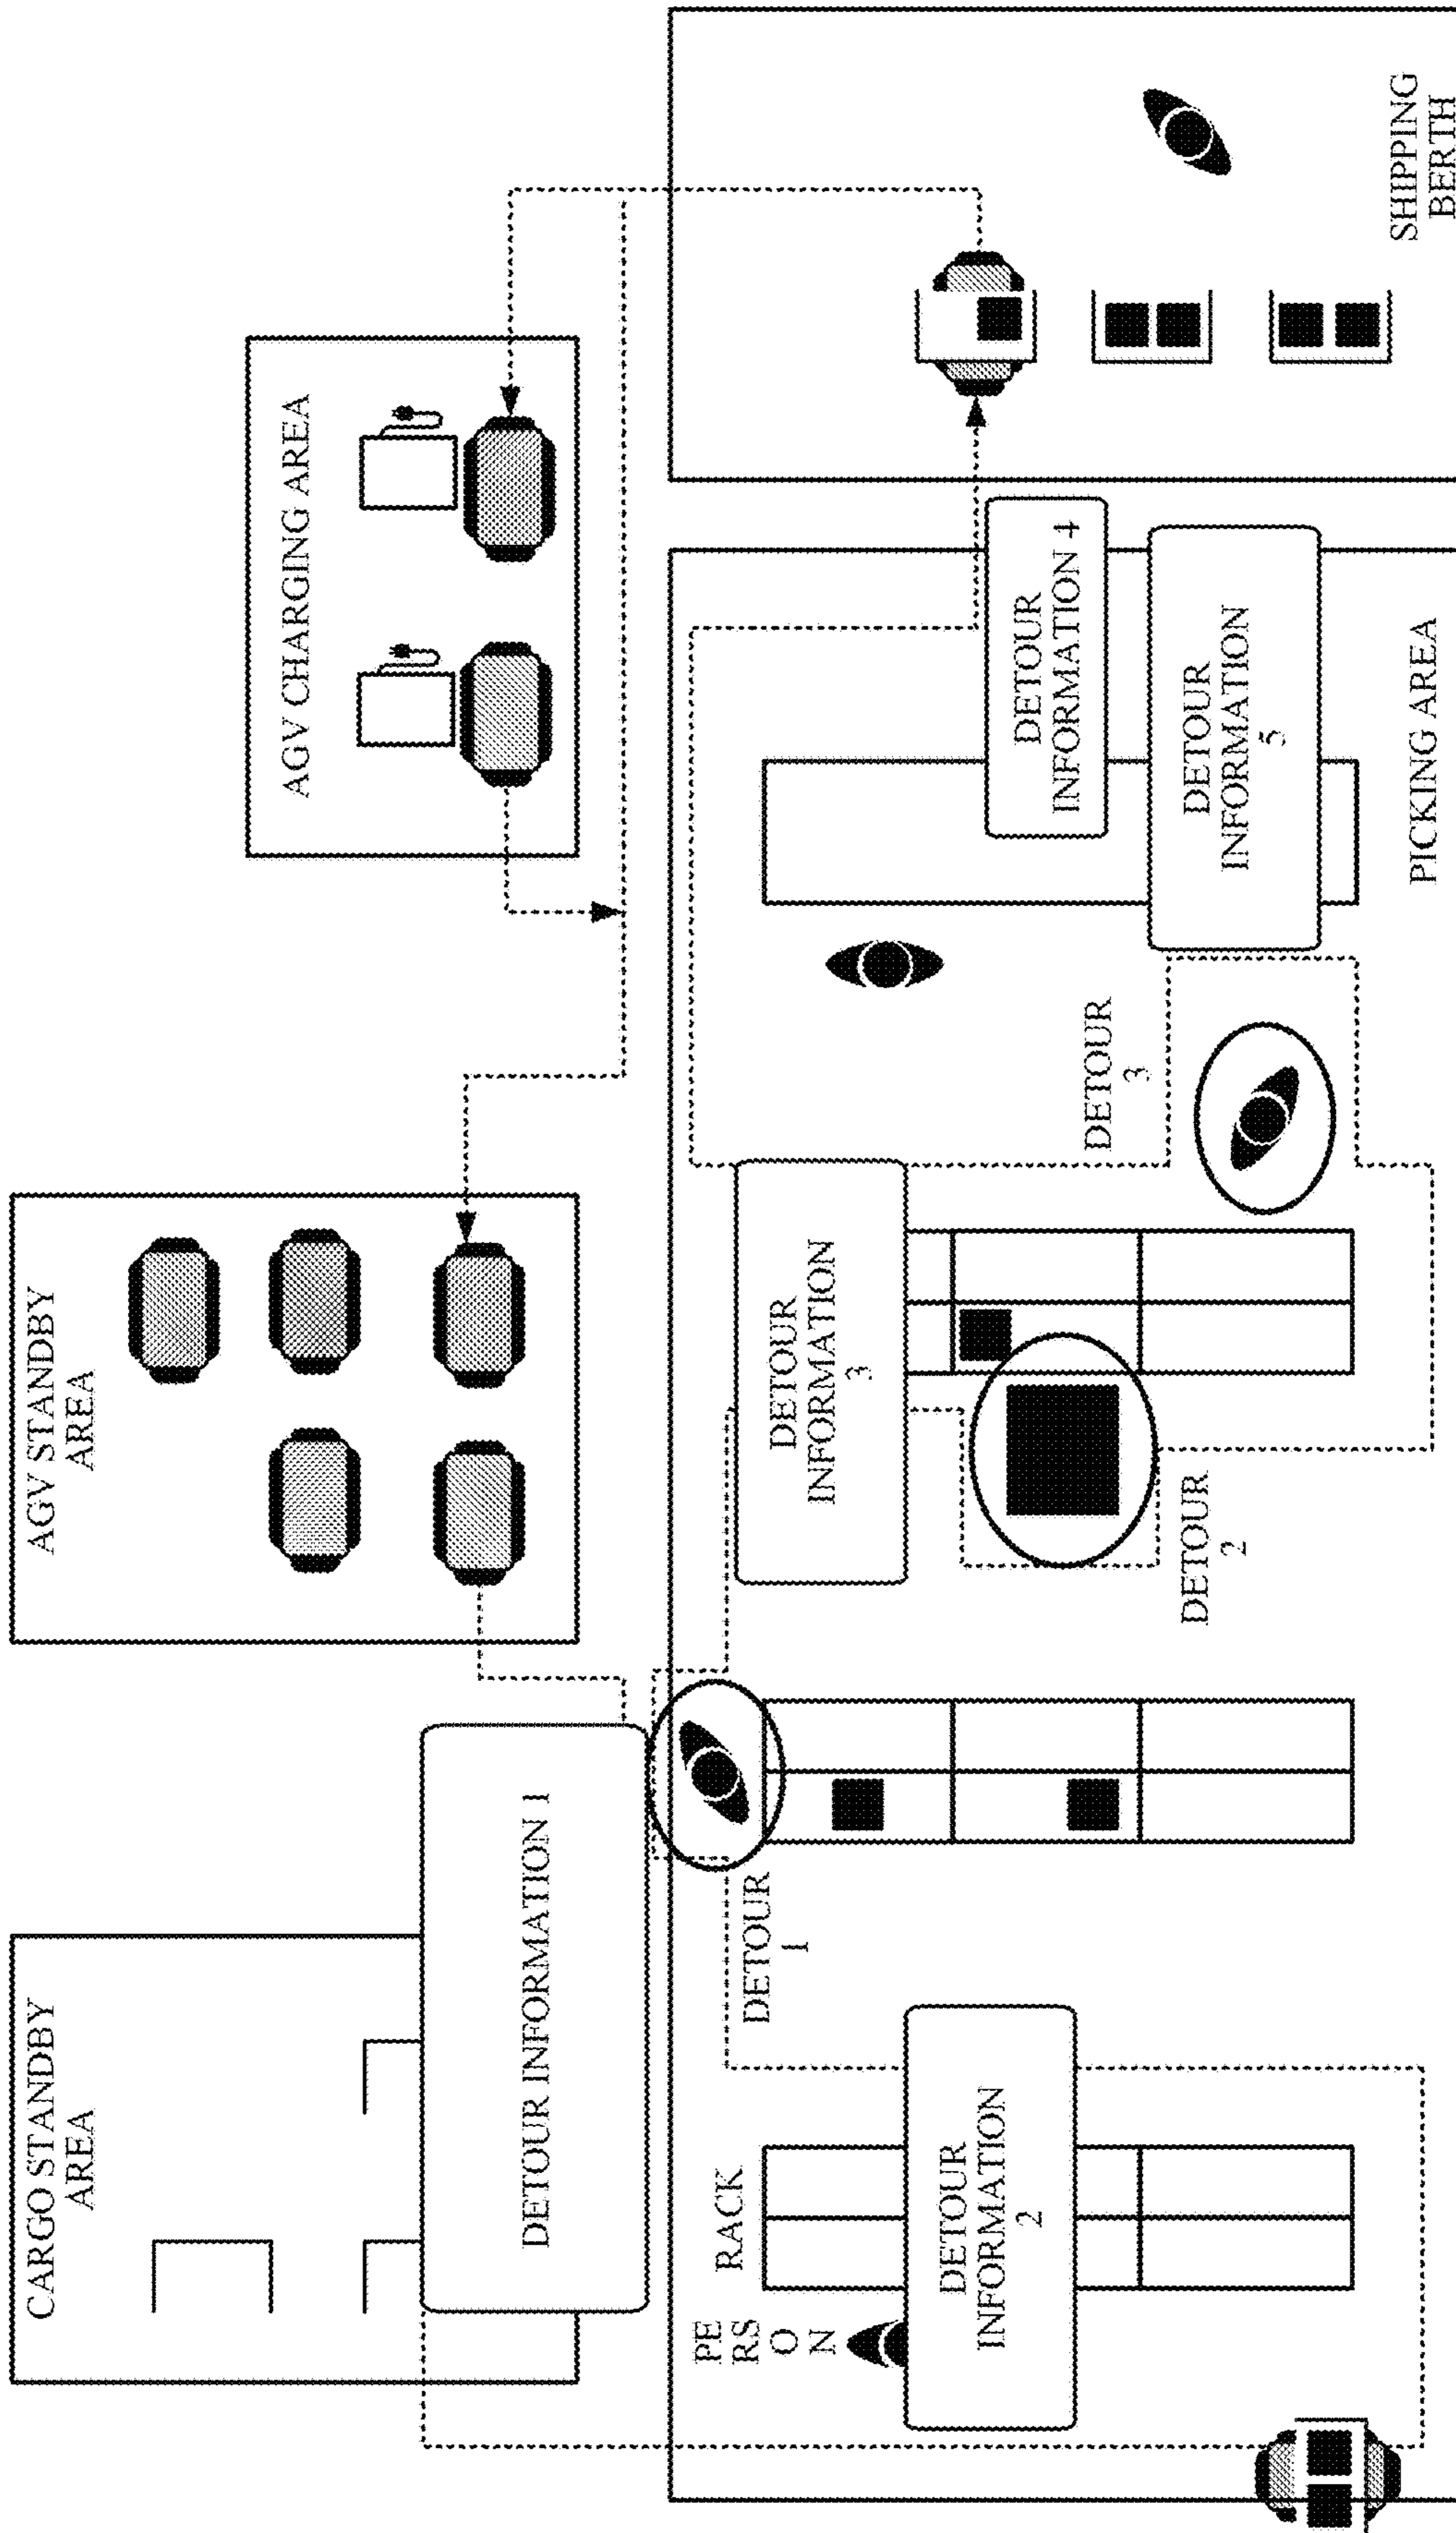 CARGO STANDBY
AREA
AGV STANDBY
AREA
AGV CHARGING AREA
DETOUR INFORMATION 1
PE
RS
O
N
RACK
DETOUR
1
DETOUR
INFORMATION
2
DETOUR
INFORMATION
3
DETOUR
2
DETOUR
3
DETOUR
INFORMATION 4
DETOUR
INFORMATION
5
PICKING AREA
SHIPPING
BERTH